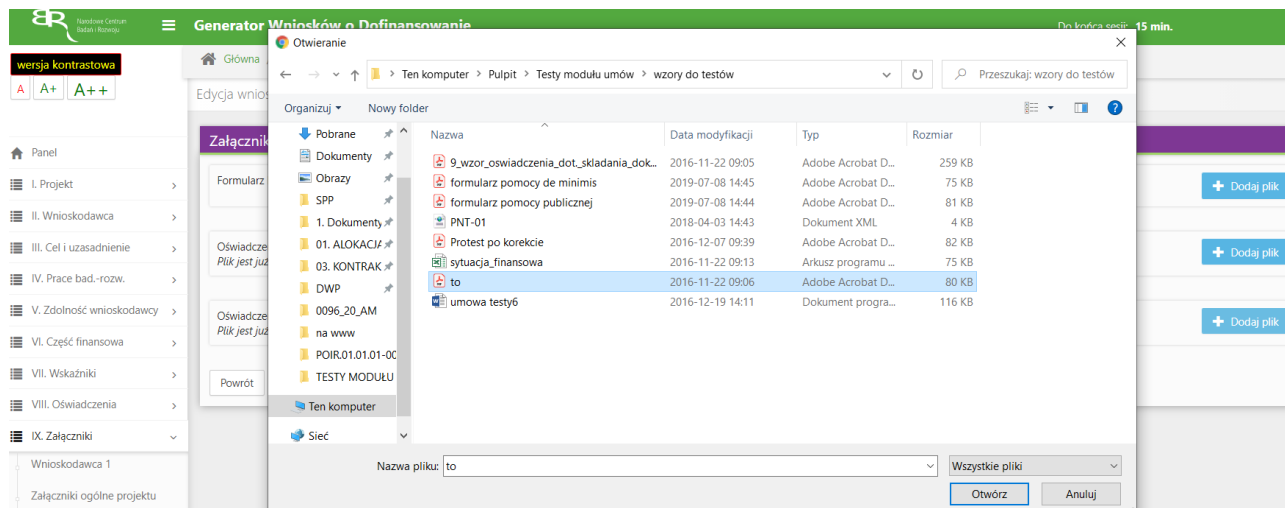 Narodowe Centrum
Badań i Rozwoju
Generator Wniosków o Dofinansowanie
Do końca sesji: 15 min.
wersja kontrastowa
A A+ A++
Panel
I. Projekt
II. Wnioskodawca
III. Cel i uzasadnienie
IV. Prace bad.-rozw.
V. Zdolność wnioskodawcy
VI. Część finansowa
VII. Wskaźniki
VIII. Oświadczenia
IX. Załączniki
Wnioskodawca 1
Załączniki ogólne projektu
Główna
Edycja wnios
Załącznik
Formularz
Dodaj plik
Oświadcze
Plik jest już
Dodaj plik
Oświadcze
Plik jest już
Dodaj plik
Powrót
Otwieranie
Ten komputer > Pulpit > Testy modułu umów > wzory do testów
Przeszukaj: wzory do testów
Organizuj
Nowy folder
Pobrane
Dokumenty
Obrazy
SPP
1. Dokumenty
01. ALOKACJA
03. KONTRAK
DWP
0096_20_AM
na www
POIR.01.01.01-00
TESTY MODUŁU
Ten komputer
Sieć
Nazwa Data modyfikacji Typ Rozmiar
9_wzor_oswiadczenia_dot._skladania_dok... 2016-11-22 09:05 Adobe Acrobat D... 259 KB
formularz pomocy de minimis 2019-07-08 14:45 Adobe Acrobat D... 75 KB
formularz pomocy publicznej 2019-07-08 14:44 Adobe Acrobat D... 81 KB
PNT-01 2018-04-03 14:43 Dokument XML 4 KB
Protest po korekcie 2016-12-07 09:39 Adobe Acrobat D... 82 KB
sytuacja_finansowa 2016-11-22 09:13 Arkusz programu ... 75 KB
to 2016-11-22 09:06 Adobe Acrobat D... 80 KB
umowa testy6 2016-12-19 14:11 Dokument progra... 116 KB
Nazwa pliku: to
Wszystkie pliki
Otwórz
Anuluj